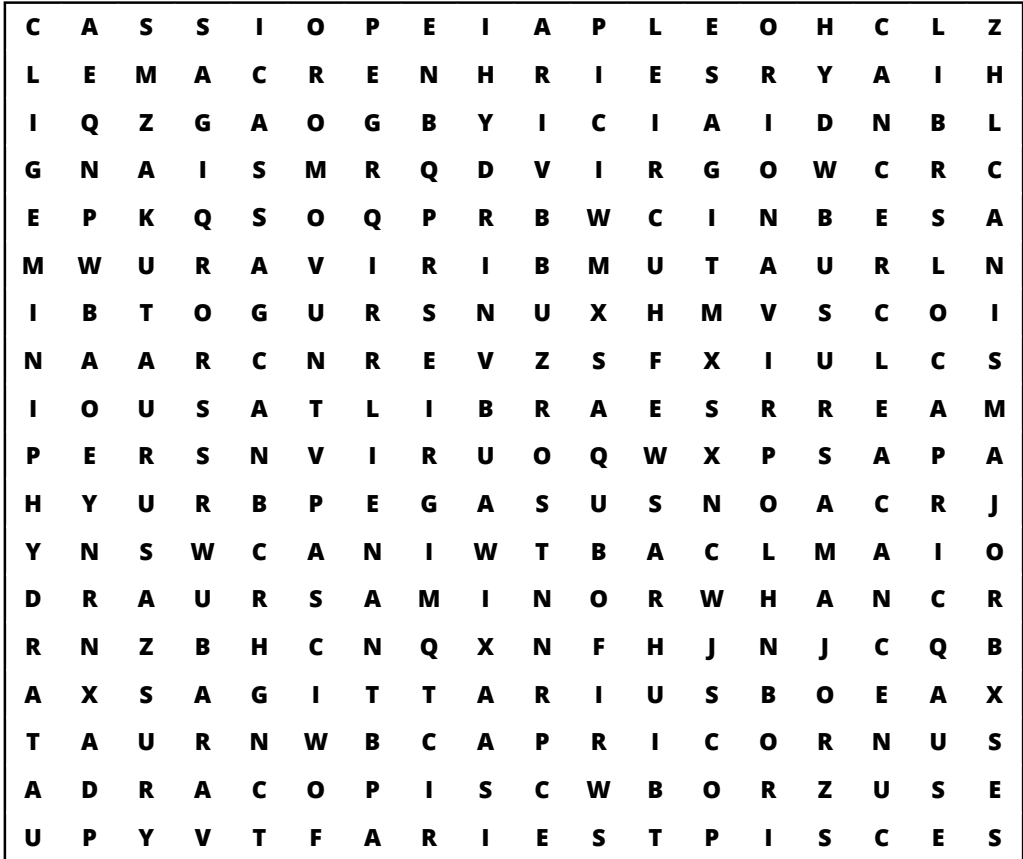 C A S S I O P E I A P L E O H C L Z
L E M A C R E N H R I E S R Y A I H
I Q Z G A O G B Y I C I A I D N B L
G N A I S M R Q D V I R G O W C R C
E P K Q S O Q P R B W C I N B E S A
M W U R A V I R I B M U T A U R L N
I B T O G U R S N U X H M V S C O I
N A A R C N R E V Z S F X I U L C S
I O U S A T L I B R A E S R R E A M
P E R S N V I R U O Q W X P S A P A
H Y U R B P E G A S U S N O A C R J
Y N S W C A N I W T B A C L M A I O
D R A U R S A M I N O R W H A N C R
R N Z B H C N Q X N F H J N J C Q B
A X S A G I T T A R I U S B O E A X
T A U R N W B C A P R I C O R N U S
A D R A C O P I S C W B O R Z U S E
U P Y V T F A R I E S T P I S C E S